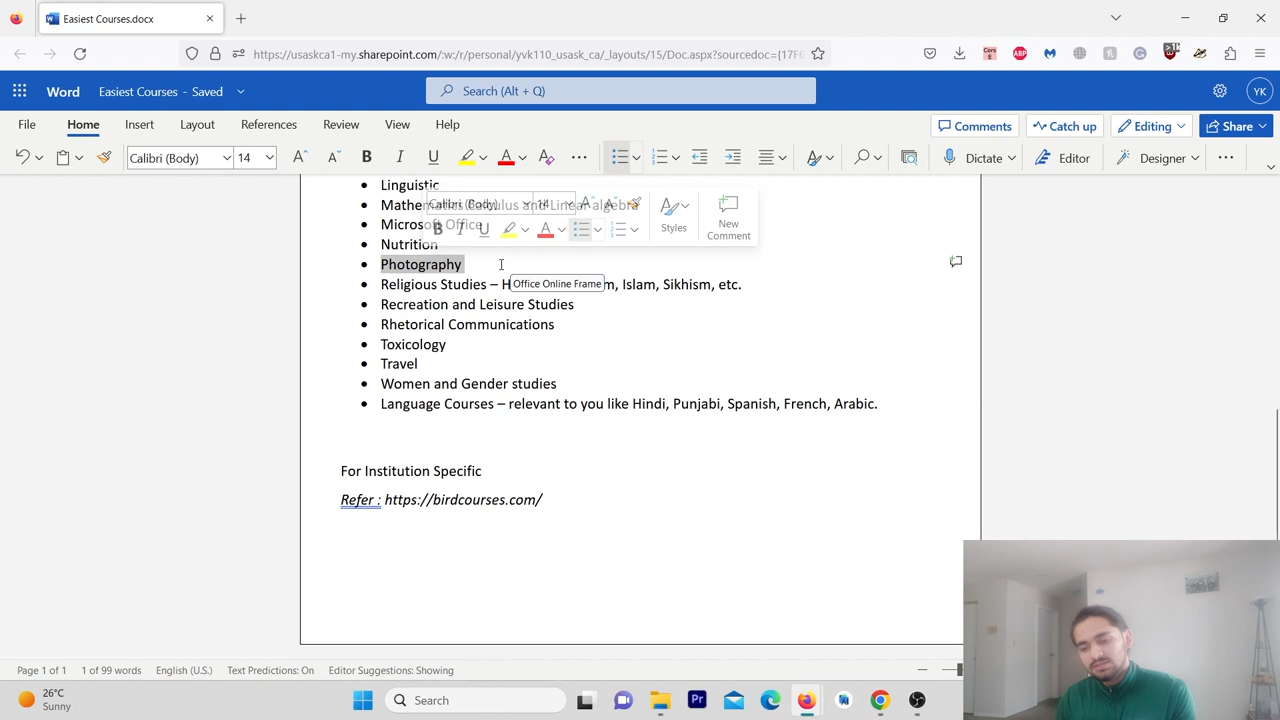 Easiest Courses.docx
https://usaskca1-my.sharepoint.com/:w:/r/personal/yvk110_usask_ca/_layouts/15/Doc.aspx?sourcedoc={17F6
Word
Easiest Courses - Saved
Search (Alt + Q)
YK
File
Home
Insert
Layout
References
Review
View
Help
Comments
Catch up
Editing
Share
Calibri (Body)
14
Dictate
Editor
Designer
• Linguistic
• Mathematics(Calculus and Linear algebra
• Microsoft Office
• Nutrition
• Photography
• Religious Studies – H
m, Islam, Sikhism, etc.
• Recreation and Leisure Studies
• Rhetorical Communications
• Toxicology
• Travel
• Women and Gender studies
• Language Courses – relevant to you like Hindi, Punjabi, Spanish, French, Arabic.
Calibri (Body)
14
Styles
New
Comment
Office Online Frame
For Institution Specific
Refer : https://birdcourses.com/
Page 1 of 1
1 of 99 words
English (U.S.)
Text Predictions: On
Editor Suggestions: Showing
26°C
Sunny
Search